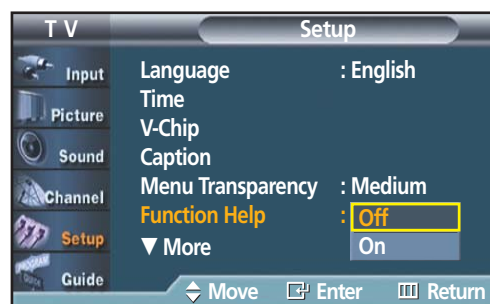 T V
Setup
Input
Picture
Sound
Channel
Setup
Guide
Language : English
Time
V-Chip
Caption
Menu Transparency : Medium
Function Help : Off
On
▼ More
Move Enter Return